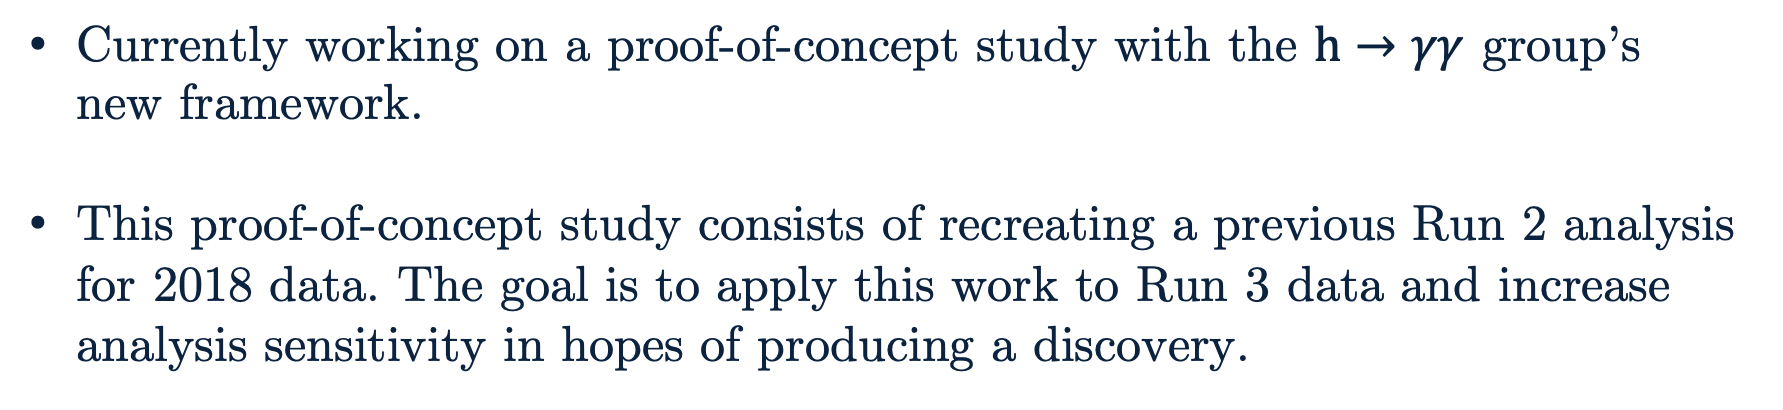 • Currently working on a proof-of-concept study with the h → γγ group’s
new framework.
• This proof-of-concept study consists of recreating a previous Run 2 analysis
for 2018 data. The goal is to apply this work to Run 3 data and increase
analysis sensitivity in hopes of producing a discovery.